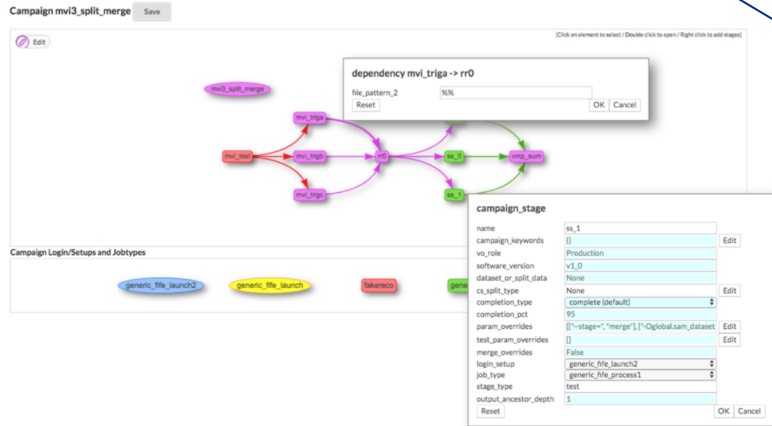 Campaign mvi3_split_merge Save
Edit
[Click on element to select / Double click to open / Right click to add stages]
dependency mvi_triga -> rr0
file_pattern_2 %%
Reset OK Cancel
mvi3_split_merge
mvi_triga
mvi_test mvi_trigb rr0 ss_0 vmp_sum
mvi_trigc ss_1
campaign_stage
name ss_1
campaign_keywords {} Edit
vo_role Production
software_version v1_0
dataset_or_split_data None
cs_split_type None Edit
completion_type complete (default)
completion_pct 95
param_overrides [["--stage=", "merge"], ["-Oglobal.sam_dataset Edit
test_param_overrides [] Edit
merge_overrides False
login_setup generic_fife_launch2
job_type generic_fife_process1
stage_type test
output_ancestor_depth 1
Reset OK Cancel
Campaign Login/Setups and Jobtypes
generic_fife_launch2 generic_fife_launch fakereco gene